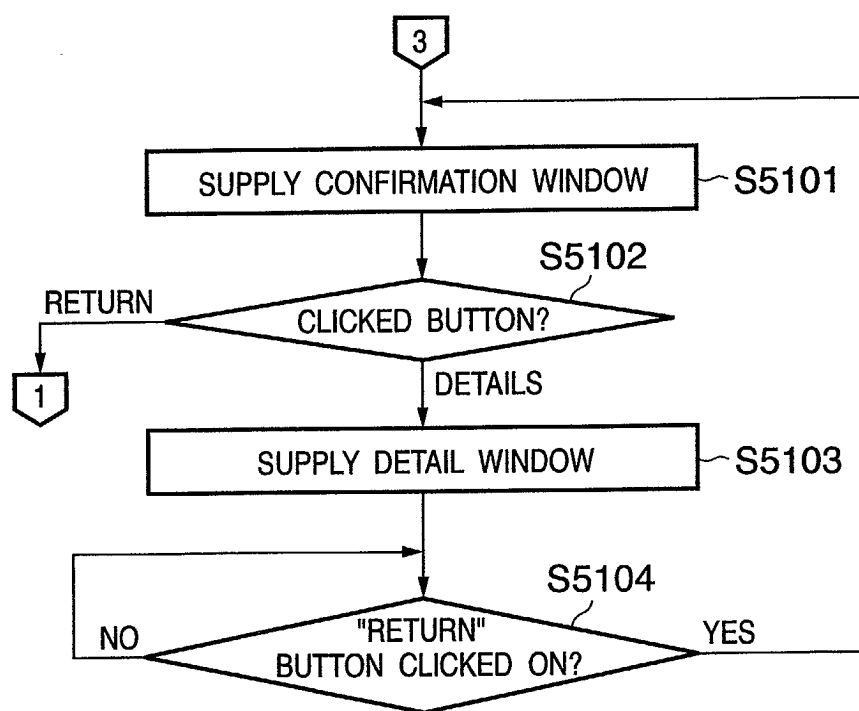 3
SUPPLY CONFIRMATION WINDOW
S5101
S5102
RETURN
CLICKED BUTTON?
1
DETAILS
SUPPLY DETAIL WINDOW
S5103
S5104
NO
"RETURN"
BUTTON CLICKED ON?
YES